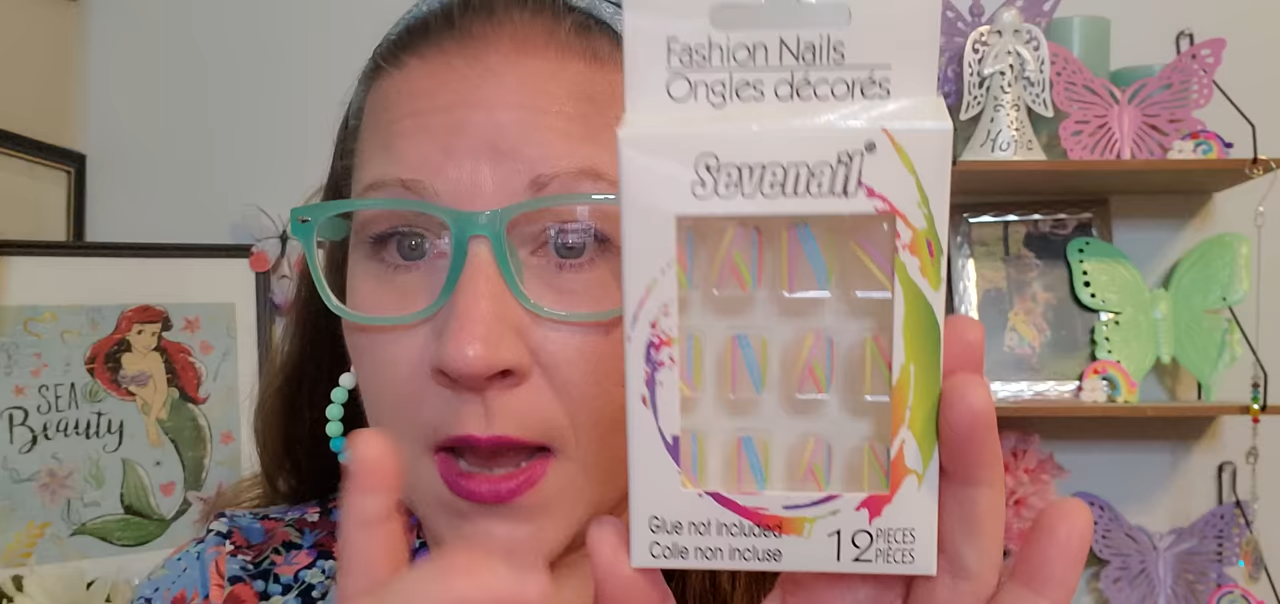 Fashion Nails
Ongles décorés
Sevenail
Glue not included
Colle non incluse
12 PIECES
PIÈCES
SEA
Beauty
Hope